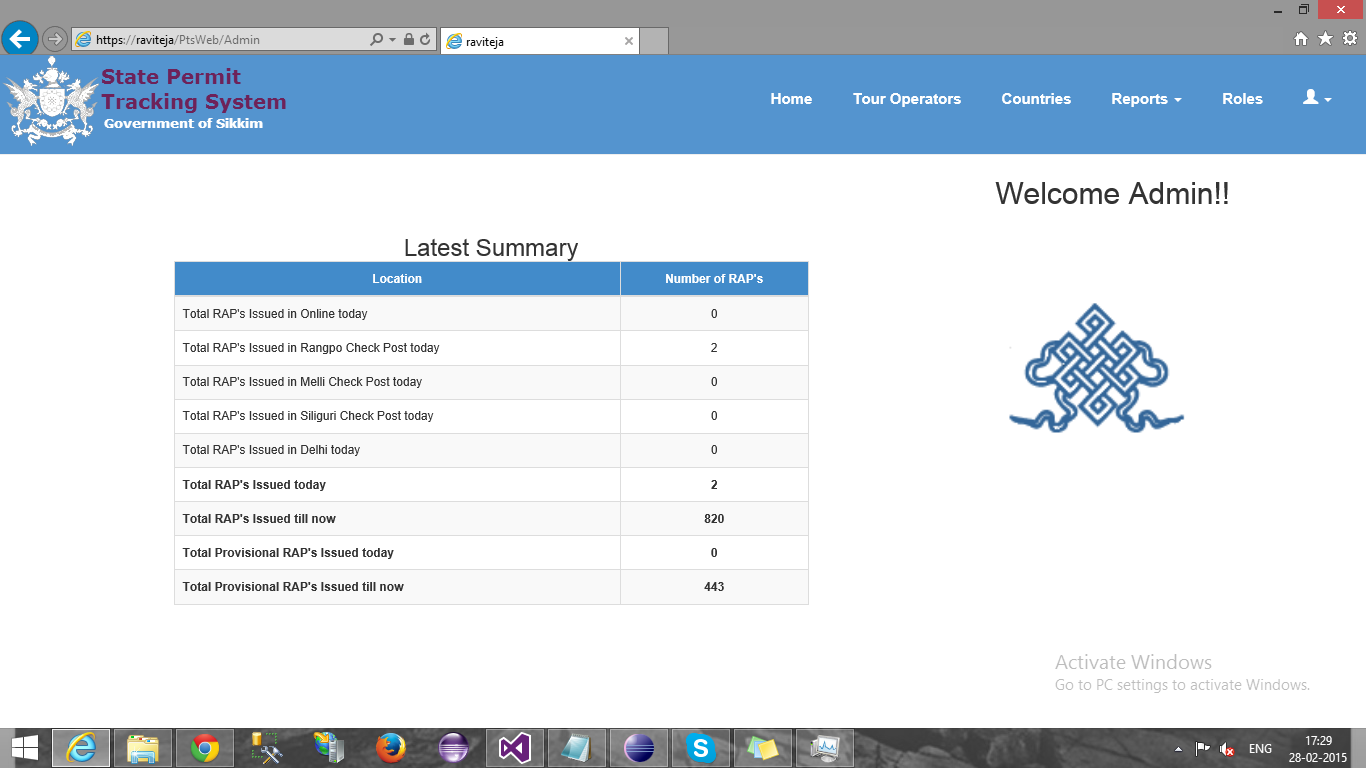 https://raviteja/PtsWeb/Admin
raviteja
State Permit
Tracking System
Government of Sikkim
Home Tour Operators Countries Reports Roles
Welcome Admin!!
Latest Summary
Location Number of RAP's
Total RAP's Issued in Online today 0
Total RAP's Issued in Rangpo Check Post today 2
Total RAP's Issued in Melli Check Post today 0
Total RAP's Issued in Siliguri Check Post today 0
Total RAP's Issued in Delhi today 0
Total RAP's Issued today 2
Total RAP's Issued till now 820
Total Provisional RAP's Issued today 0
Total Provisional RAP's Issued till now 443
Activate Windows
Go to PC settings to activate Windows.
ENG
17:29
28-02-2015